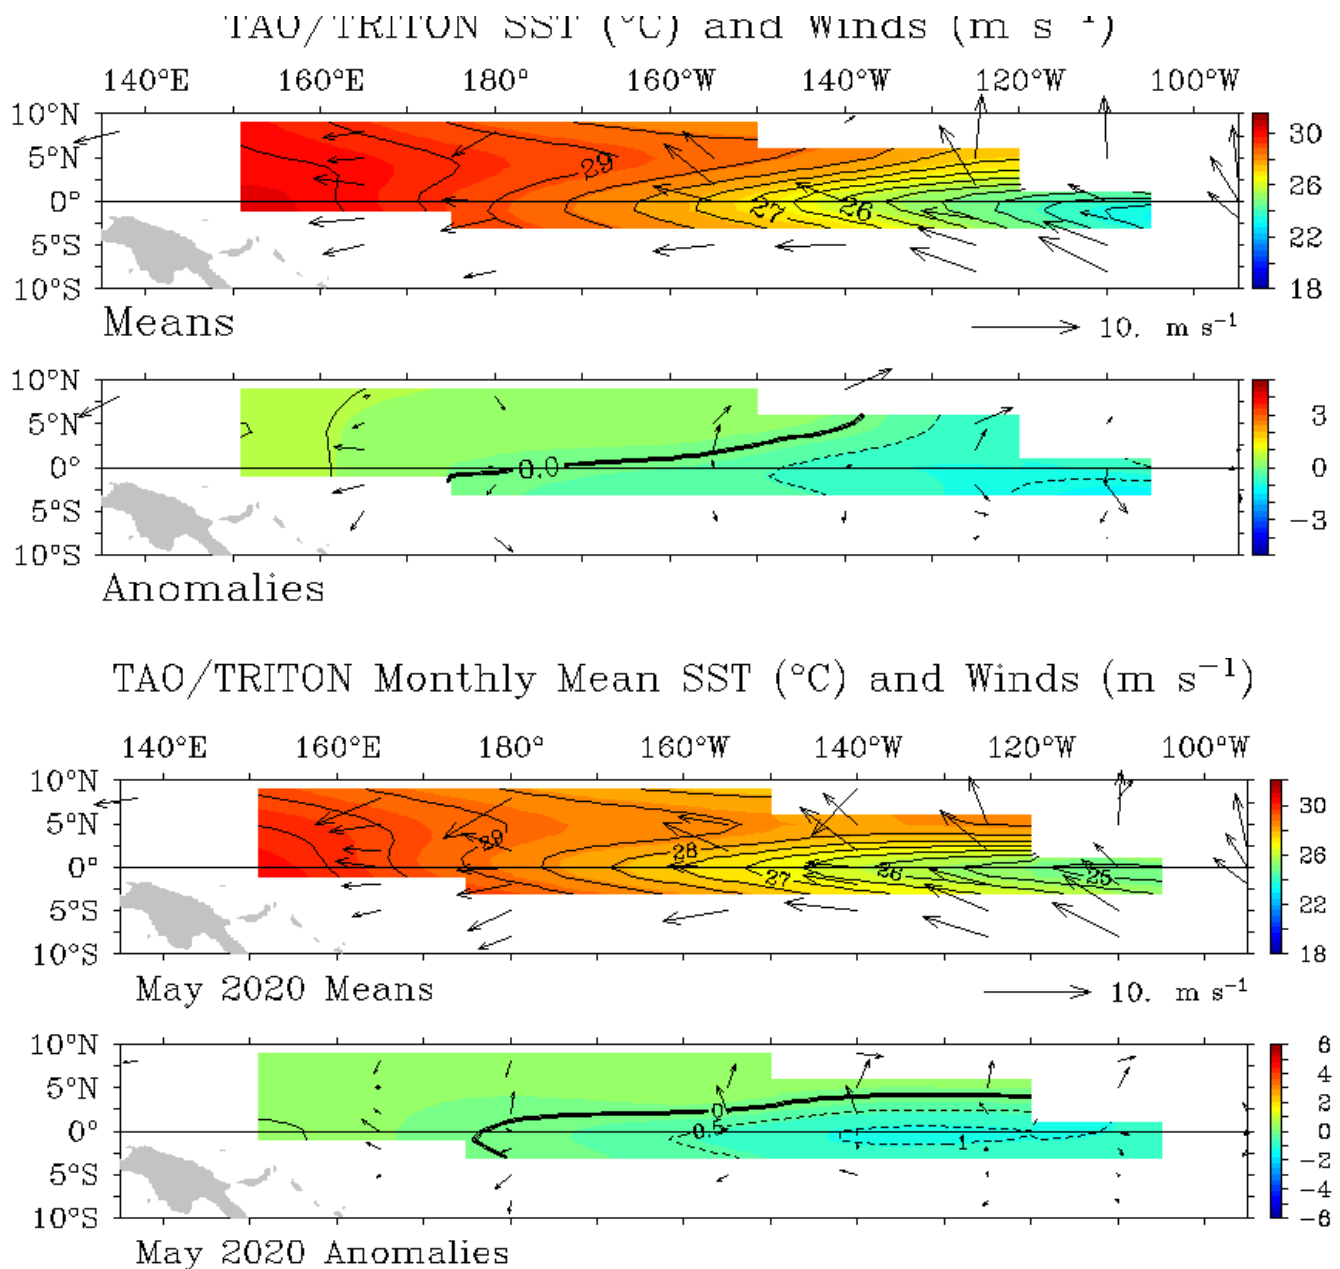 TAO/TRITON SST (°C) and Winds (m s⁻¹)
140°E 160°E 180° 160°W 140°W 120°W 100°W
10°N
5°N
0°
5°S
10°S
29
27
26
30
26
22
18
Means
10. m s⁻¹
10°N
5°N
0°
5°S
10°S
0.0
3
0
−3
Anomalies
TAO/TRITON Monthly Mean SST (°C) and Winds (m s⁻¹)
140°E 160°E 180° 160°W 140°W 120°W 100°W
10°N
5°N
0°
5°S
10°S
29
28
27
26
25
30
26
22
18
May 2020 Means
10. m s⁻¹
10°N
5°N
0°
5°S
10°S
0
0.5
1
6
4
2
0
−2
−4
−6
May 2020 Anomalies